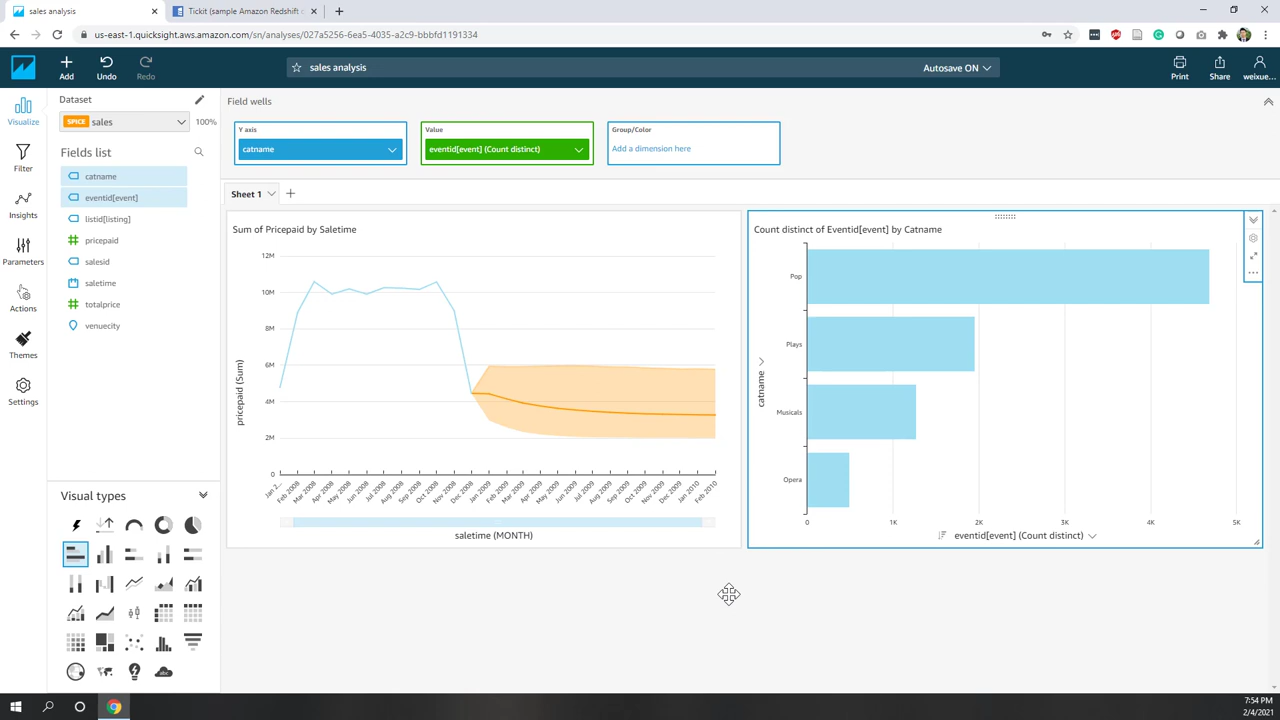 sales analysis
Tickit (sample Amazon Redshift d
us-east-1.quicksight.aws.amazon.com/sn/analyses/027a5256-6ea5-4035-a2c9-bbbfd1191334
Add
Undo
Redo
sales analysis
Autosave ON
Print
Share
weixue...
Visualize
Filter
Insights
Parameters
Actions
Themes
Settings
Dataset
SPICE sales
100%
Fields list
catname
eventid[event]
listid[listing]
pricepaid
salesid
saletime
totalprice
venuecity
Visual types
Field wells
Y axis
catname
Value
eventid[event] (Count distinct)
Group/Color
Add a dimension here
Sheet 1
Sum of Pricepaid by Saletime
12M
10M
8M
6M
4M
2M
0
pricepaid (Sum)
Jan 2...
Feb 2008
Mar 2008
Apr 2008
May 2008
Jun 2008
Jul 2008
Aug 2008
Sep 2008
Oct 2008
Nov 2008
Dec 2008
Jan 2009
Feb 2009
Mar 2009
Apr 2009
May 2009
Jun 2009
Jul 2009
Aug 2009
Sep 2009
Oct 2009
Nov 2009
Dec 2009
Jan 2010
Feb 2010
saletime (MONTH)
Count distinct of Eventid[event] by Catname
Pop
Plays
Musicals
Opera
catname
0
1K
2K
3K
4K
5K
eventid[event] (Count distinct)
7:54 PM
2/4/2021